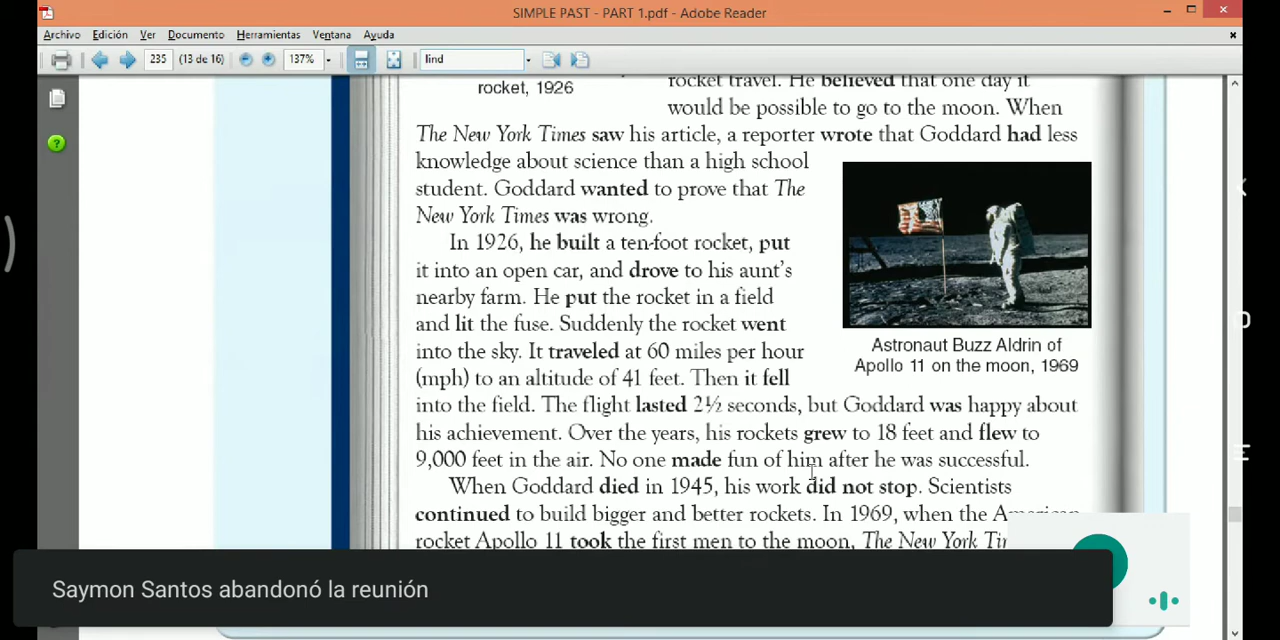 SIMPLE PAST - PART 1.pdf - Adobe Reader
Archivo Edición Ver Documento Herramientas Ventana Ayuda
235 (13 de 16) 137% lind
rocket travel. He believed that one day it
rocket, 1926
would be possible to go to the moon. When
The New York Times saw his article, a reporter wrote that Goddard had less
knowledge about science than a high school
student. Goddard wanted to prove that The
New York Times was wrong.
In 1926, he built a ten-foot rocket, put
it into an open car, and drove to his aunt's
nearby farm. He put the rocket in a field
and lit the fuse. Suddenly the rocket went
into the sky. It traveled at 60 miles per hour
(mph) to an altitude of 41 feet. Then it fell
Astronaut Buzz Aldrin of
Apollo 11 on the moon, 1969
into the field. The flight lasted 2½ seconds, but Goddard was happy about
his achievement. Over the years, his rockets grew to 18 feet and flew to
9,000 feet in the air. No one made fun of him after he was successful.
When Goddard died in 1945, his work did not stop. Scientists
continued to build bigger and better rockets. In 1969, when the American
rocket Apollo 11 took the first men to the moon, The New York
Saymon Santos abandonó la reunión